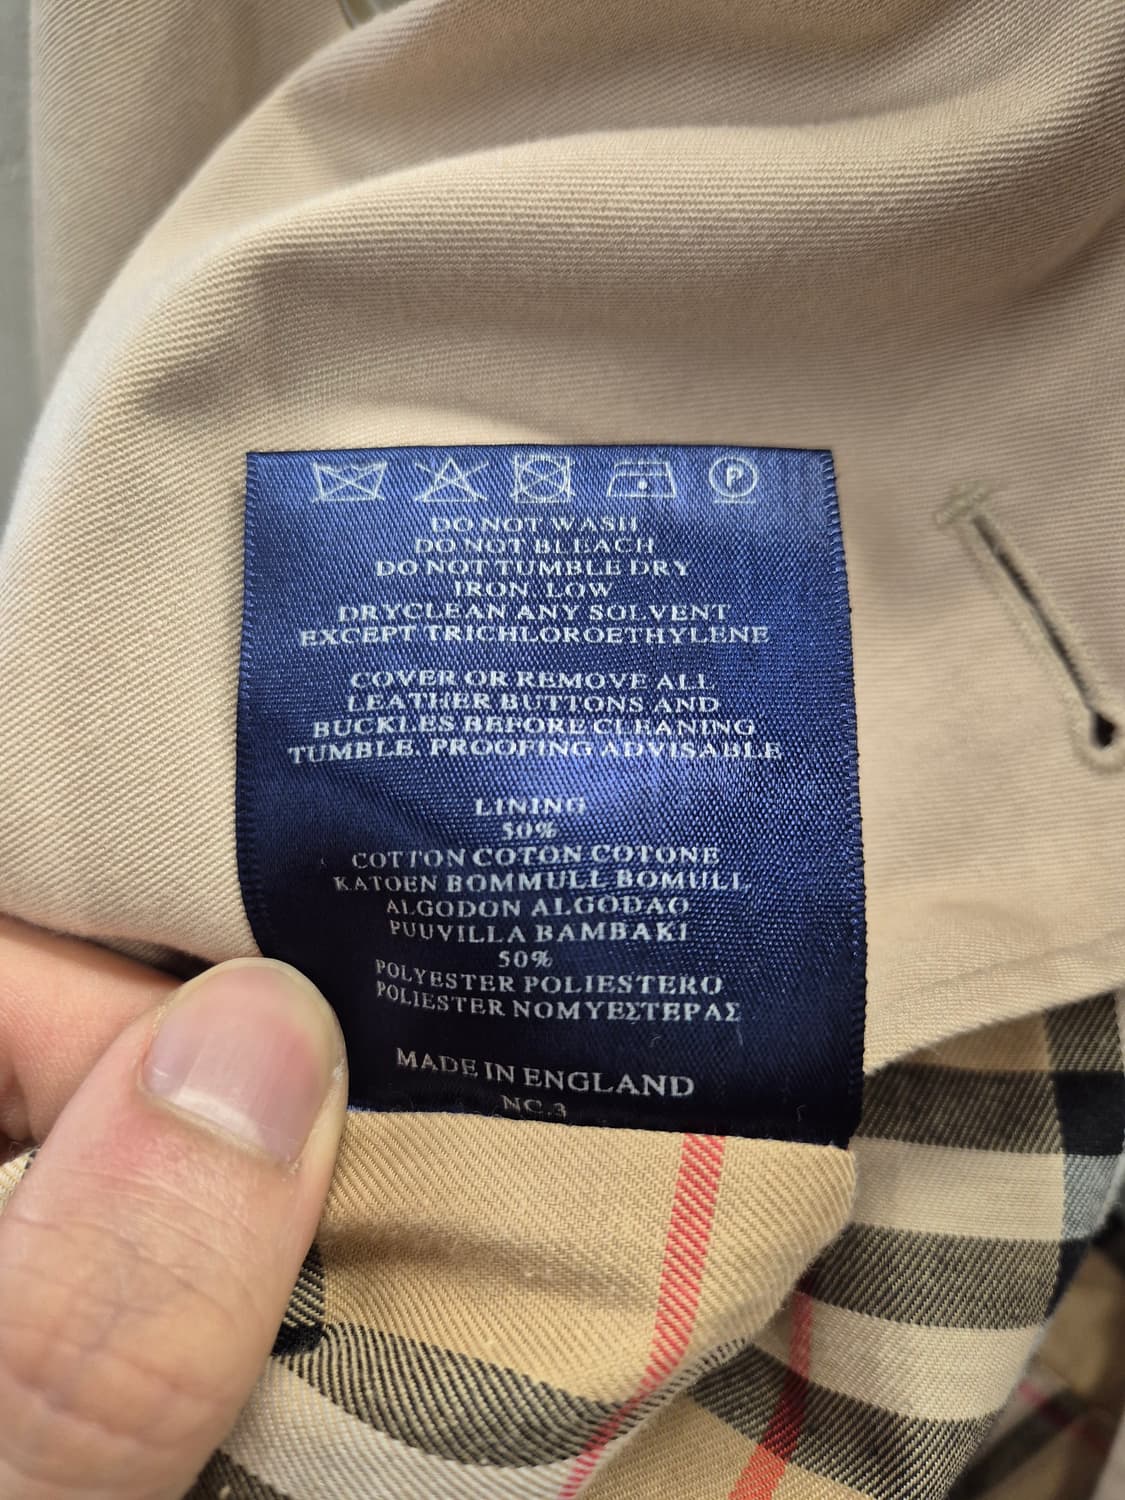 P
DO NOT WASH
DO NOT BLEACH
DO NOT TUMBLE DRY
IRON, LOW
DRYCLEAN ANY SOLVENT
EXCEPT TRICHLOROETHYLENE
COVER OR REMOVE ALL
LEATHER BUTTONS AND
BUCKLES BEFORE CLEANING
TUMBLE. PROOFING ADVISABLE
LINING
50%
COTTON COTON COTONE
KATOEN BOMMULL BOMULL
ALGODON ALGODAO
PUUVILLA BAMBAKI
50%
POLYESTER POLIESTERO
POLIESTER NOMYEΣTEPAΣ
MADE IN ENGLAND
NC.3